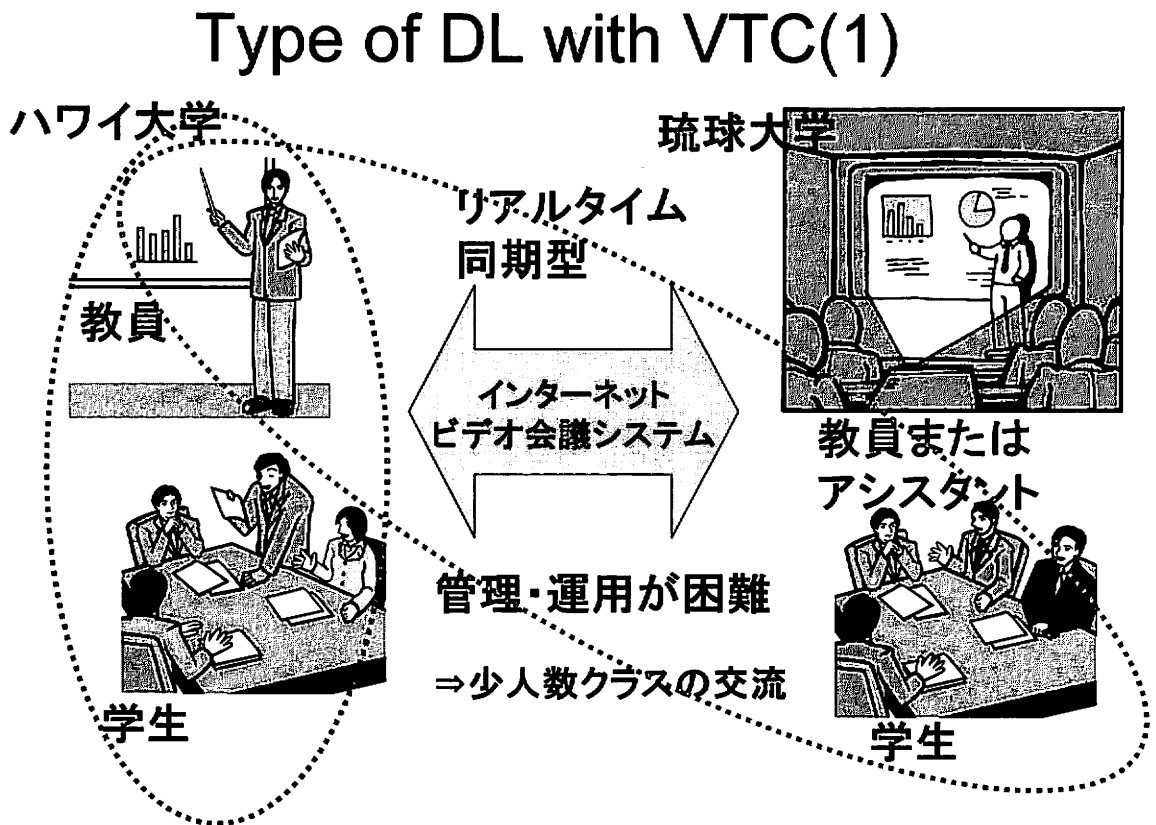 Type of DL with VTC(1)
ハワイ大学
琉球大学
リアルタイム
同期型
教員
インターネット
ビデオ会議システム
教員または
アシスタント
管理・運用が困難
⇒少人数クラスの交流
学生
学生